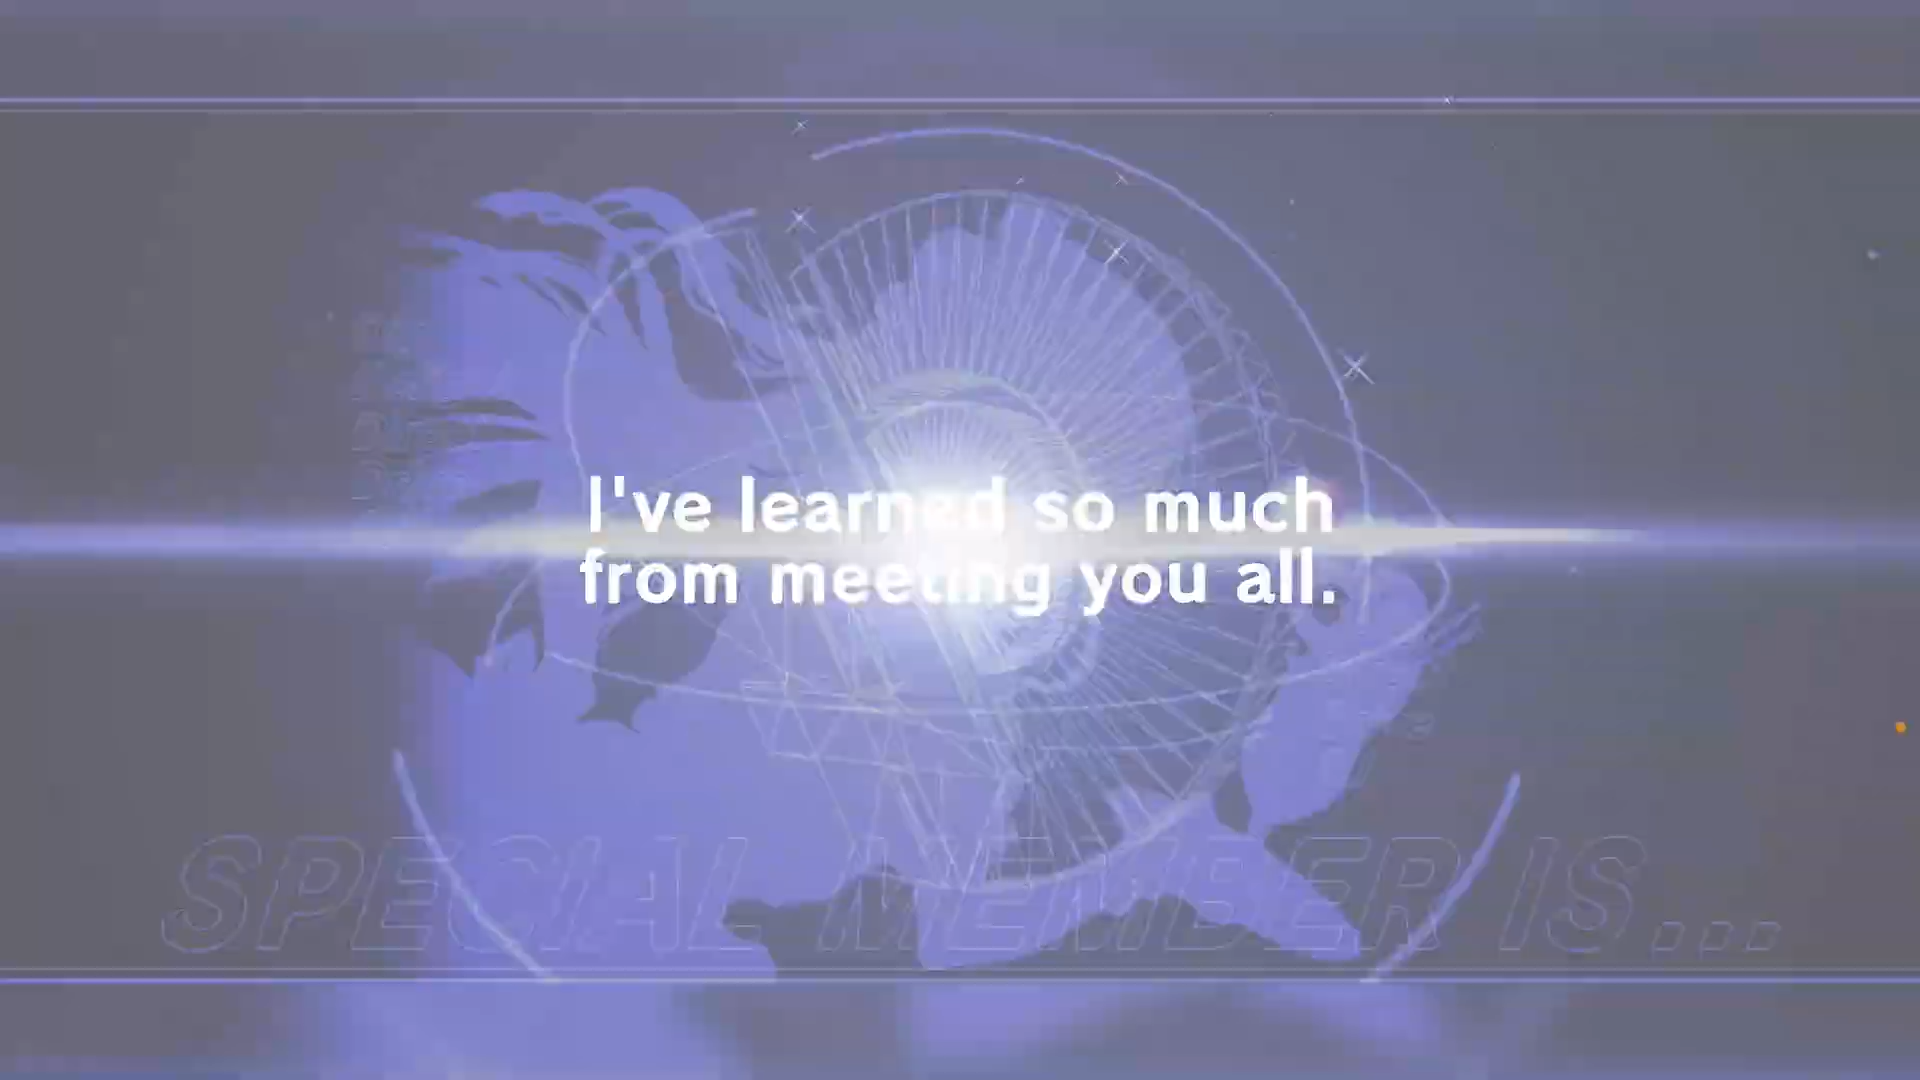 I've learned so much
from meeting you all.
SPECIAL MEMBER IS...